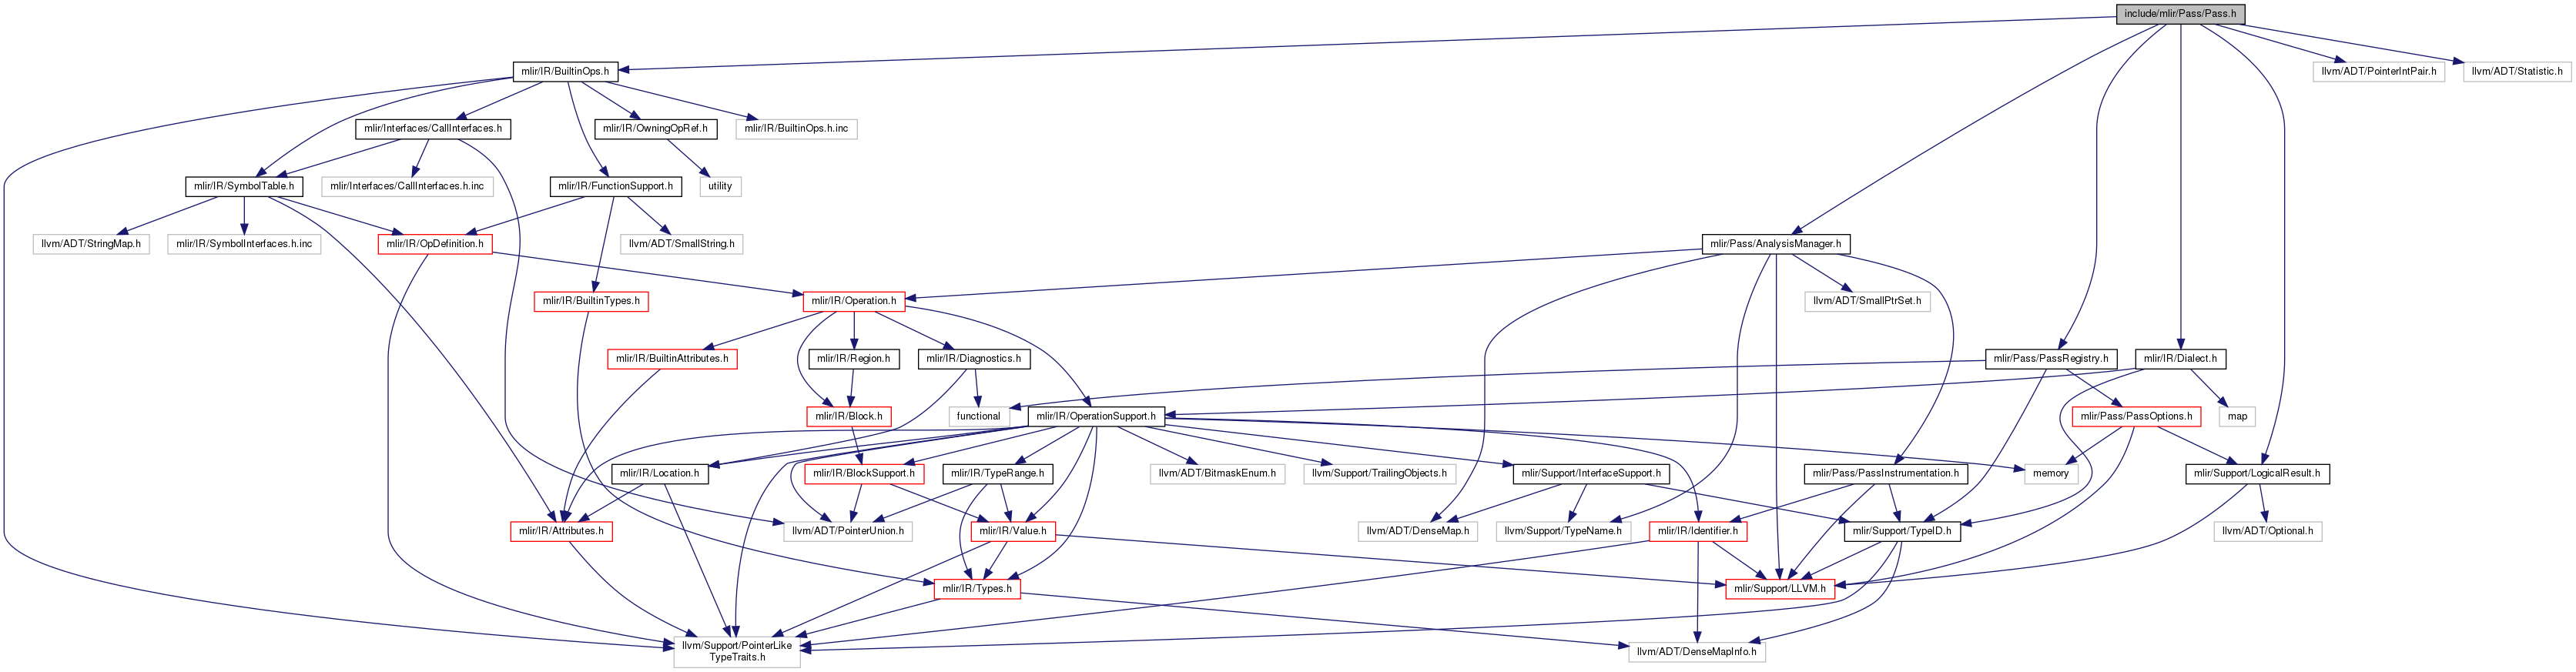 include/mlir/Pass/Pass.h
mlir/IR/BuiltinOps.h
llvm/ADT/PointerIntPair.h
llvm/ADT/Statistic.h
mlir/Interfaces/CallInterfaces.h
mlir/IR/OwningOpRef.h
mlir/IR/BuiltinOps.h.inc
mlir/IR/SymbolTable.h
mlir/Interfaces/CallInterfaces.h.inc
mlir/IR/FunctionSupport.h
utility
llvm/ADT/StringMap.h
mlir/IR/SymbolInterfaces.h.inc
mlir/IR/OpDefinition.h
llvm/ADT/SmallString.h
mlir/Pass/AnalysisManager.h
mlir/IR/BuiltinTypes.h
mlir/IR/Operation.h
llvm/ADT/SmallPtrSet.h
mlir/IR/BuiltinAttributes.h
mlir/IR/Region.h
mlir/IR/Diagnostics.h
mlir/Pass/PassRegistry.h
mlir/IR/Dialect.h
mlir/IR/Block.h
functional
mlir/IR/OperationSupport.h
mlir/Pass/PassOptions.h
map
mlir/IR/Location.h
mlir/IR/BlockSupport.h
mlir/IR/TypeRange.h
llvm/ADT/BitmaskEnum.h
llvm/Support/TrailingObjects.h
mlir/Support/InterfaceSupport.h
mlir/Pass/PassInstrumentation.h
memory
mlir/Support/LogicalResult.h
mlir/IR/Attributes.h
llvm/ADT/PointerUnion.h
mlir/IR/Value.h
llvm/ADT/DenseMap.h
llvm/Support/TypeName.h
mlir/IR/Identifier.h
mlir/Support/TypeID.h
llvm/ADT/Optional.h
mlir/IR/Types.h
mlir/Support/LLVM.h
llvm/Support/PointerLike
TypeTraits.h
llvm/ADT/DenseMapInfo.h